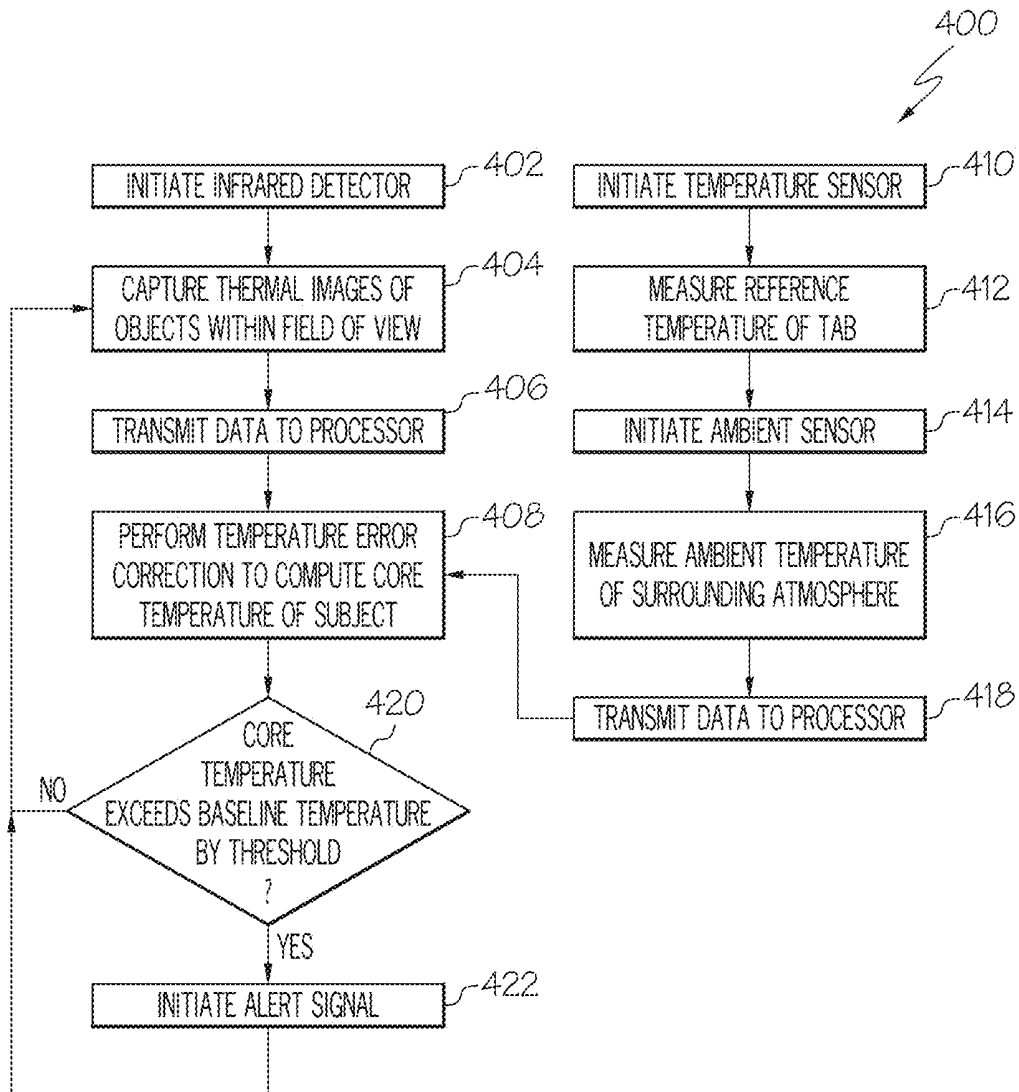 400
INITIATE INFRARED DETECTOR
402
CAPTURE THERMAL IMAGES OF
OBJECTS WITHIN FIELD OF VIEW
404
TRANSMIT DATA TO PROCESSOR
406
PERFORM TEMPERATURE ERROR
CORRECTION TO COMPUTE CORE
TEMPERATURE OF SUBJECT
408
INITIATE TEMPERATURE SENSOR
410
MEASURE REFERENCE
TEMPERATURE OF TAB
412
INITIATE AMBIENT SENSOR
414
MEASURE AMBIENT TEMPERATURE
OF SURROUNDING ATMOSPHERE
416
TRANSMIT DATA TO PROCESSOR
418
CORE
TEMPERATURE
EXCEEDS BASELINE TEMPERATURE
BY THRESHOLD
?
420
NO
YES
INITIATE ALERT SIGNAL
422